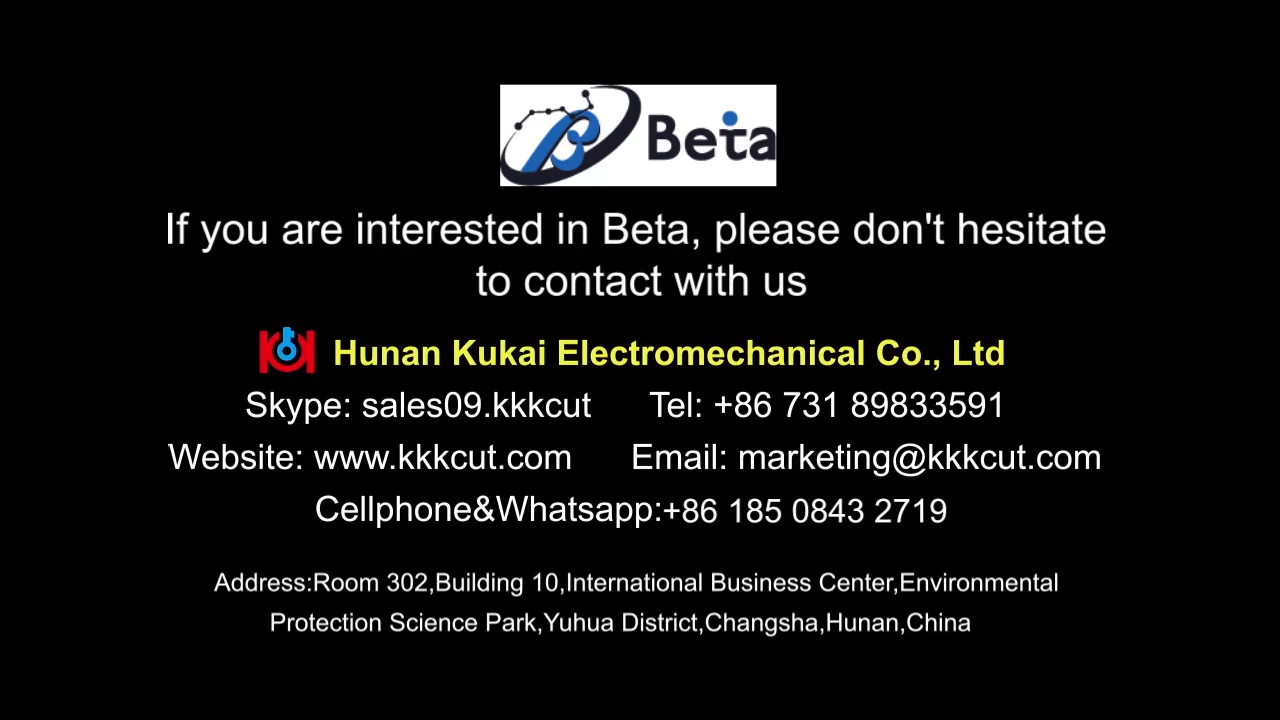 Beta
If you are interested in Beta, please don't hesitate
to contact with us
Hunan Kukai Electromechanical Co., Ltd
Skype: sales09.kkkcut Tel: +86 731 89833591
Website: www.kkkcut.com Email: marketing@kkkcut.com
Cellphone&Whatsapp:+86 185 0843 2719
Address:Room 302,Building 10,International Business Center,Environmental
Protection Science Park,Yuhua District,Changsha,Hunan,China